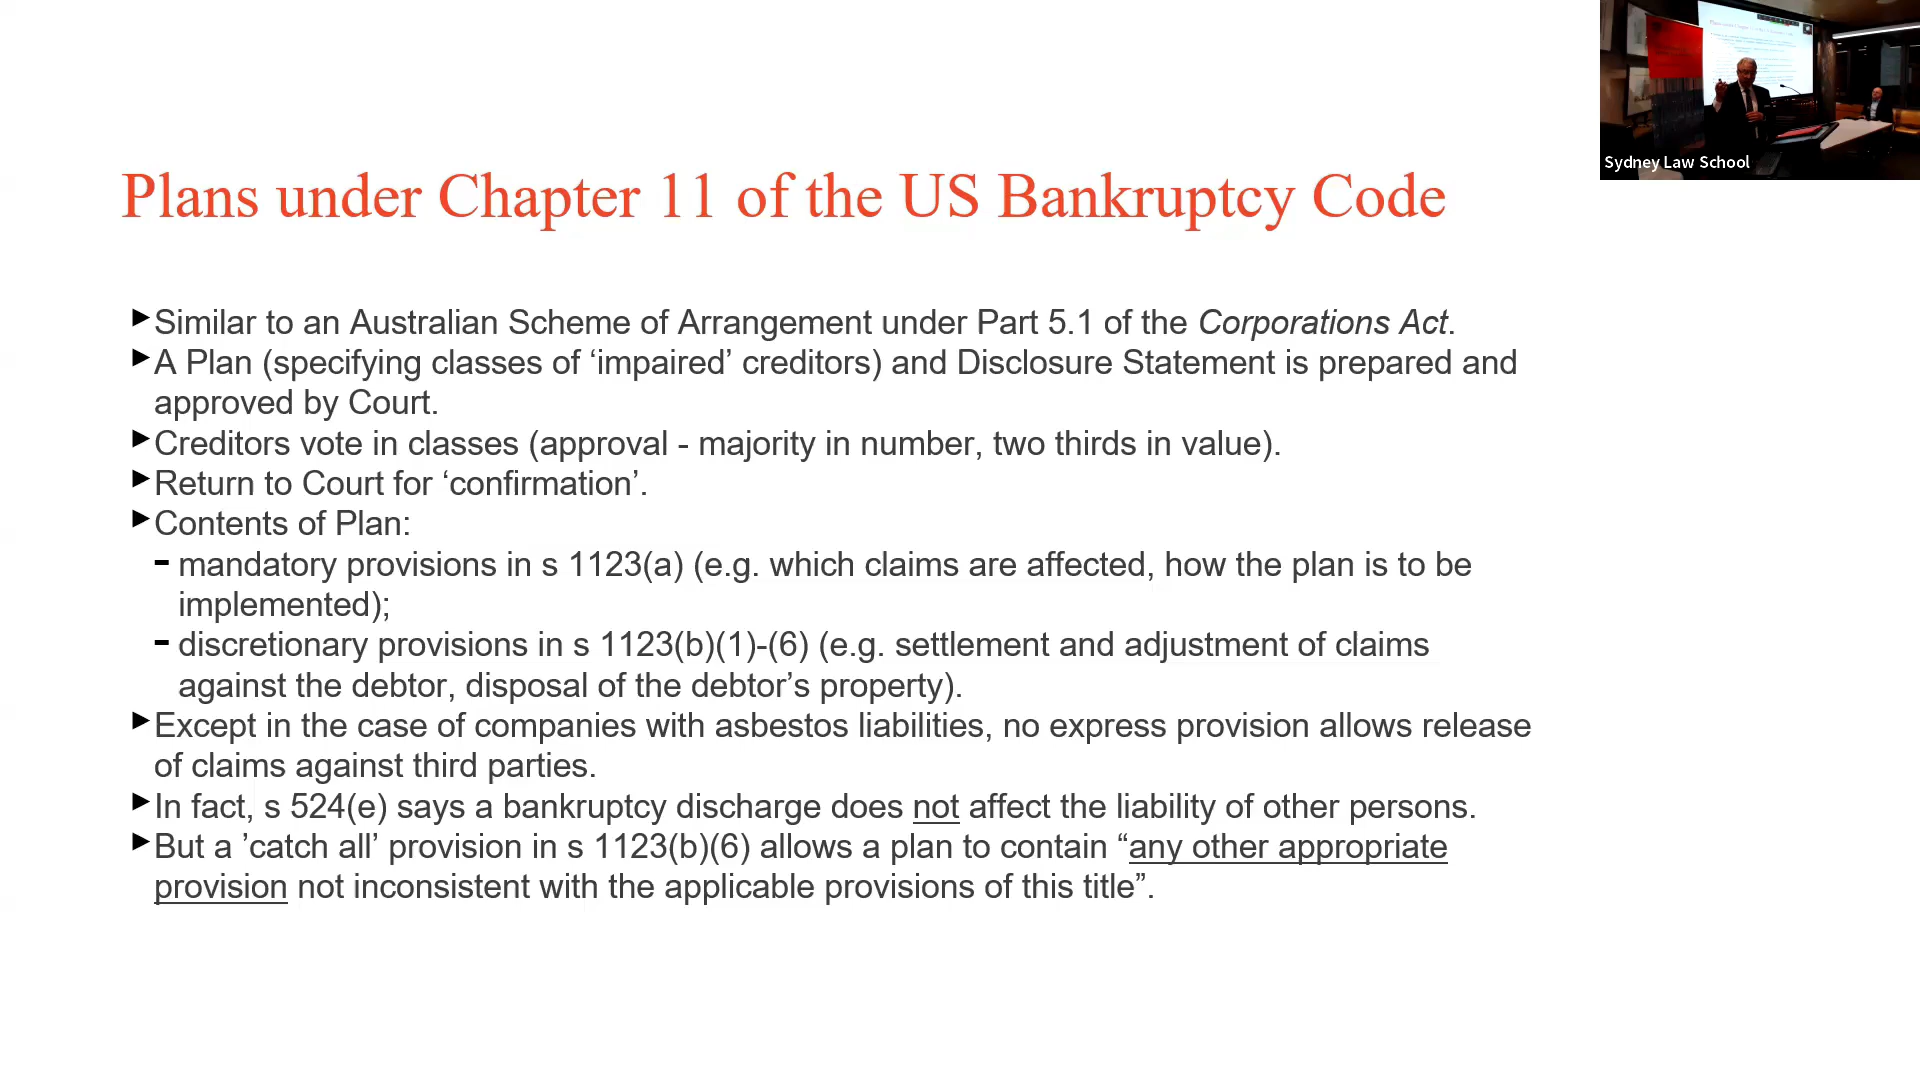 Sydney Law School
Plans under Chapter 11 of the US Bankruptcy Code
►Similar to an Australian Scheme of Arrangement under Part 5.1 of the Corporations Act.
►A Plan (specifying classes of ‘impaired’ creditors) and Disclosure Statement is prepared and
approved by Court.
►Creditors vote in classes (approval - majority in number, two thirds in value).
►Return to Court for ‘confirmation’.
►Contents of Plan:
- mandatory provisions in s 1123(a) (e.g. which claims are affected, how the plan is to be
implemented);
- discretionary provisions in s 1123(b)(1)-(6) (e.g. settlement and adjustment of claims
against the debtor, disposal of the debtor’s property).
►Except in the case of companies with asbestos liabilities, no express provision allows release
of claims against third parties.
►In fact, s 524(e) says a bankruptcy discharge does not affect the liability of other persons.
►But a ’catch all’ provision in s 1123(b)(6) allows a plan to contain “any other appropriate
provision not inconsistent with the applicable provisions of this title”.